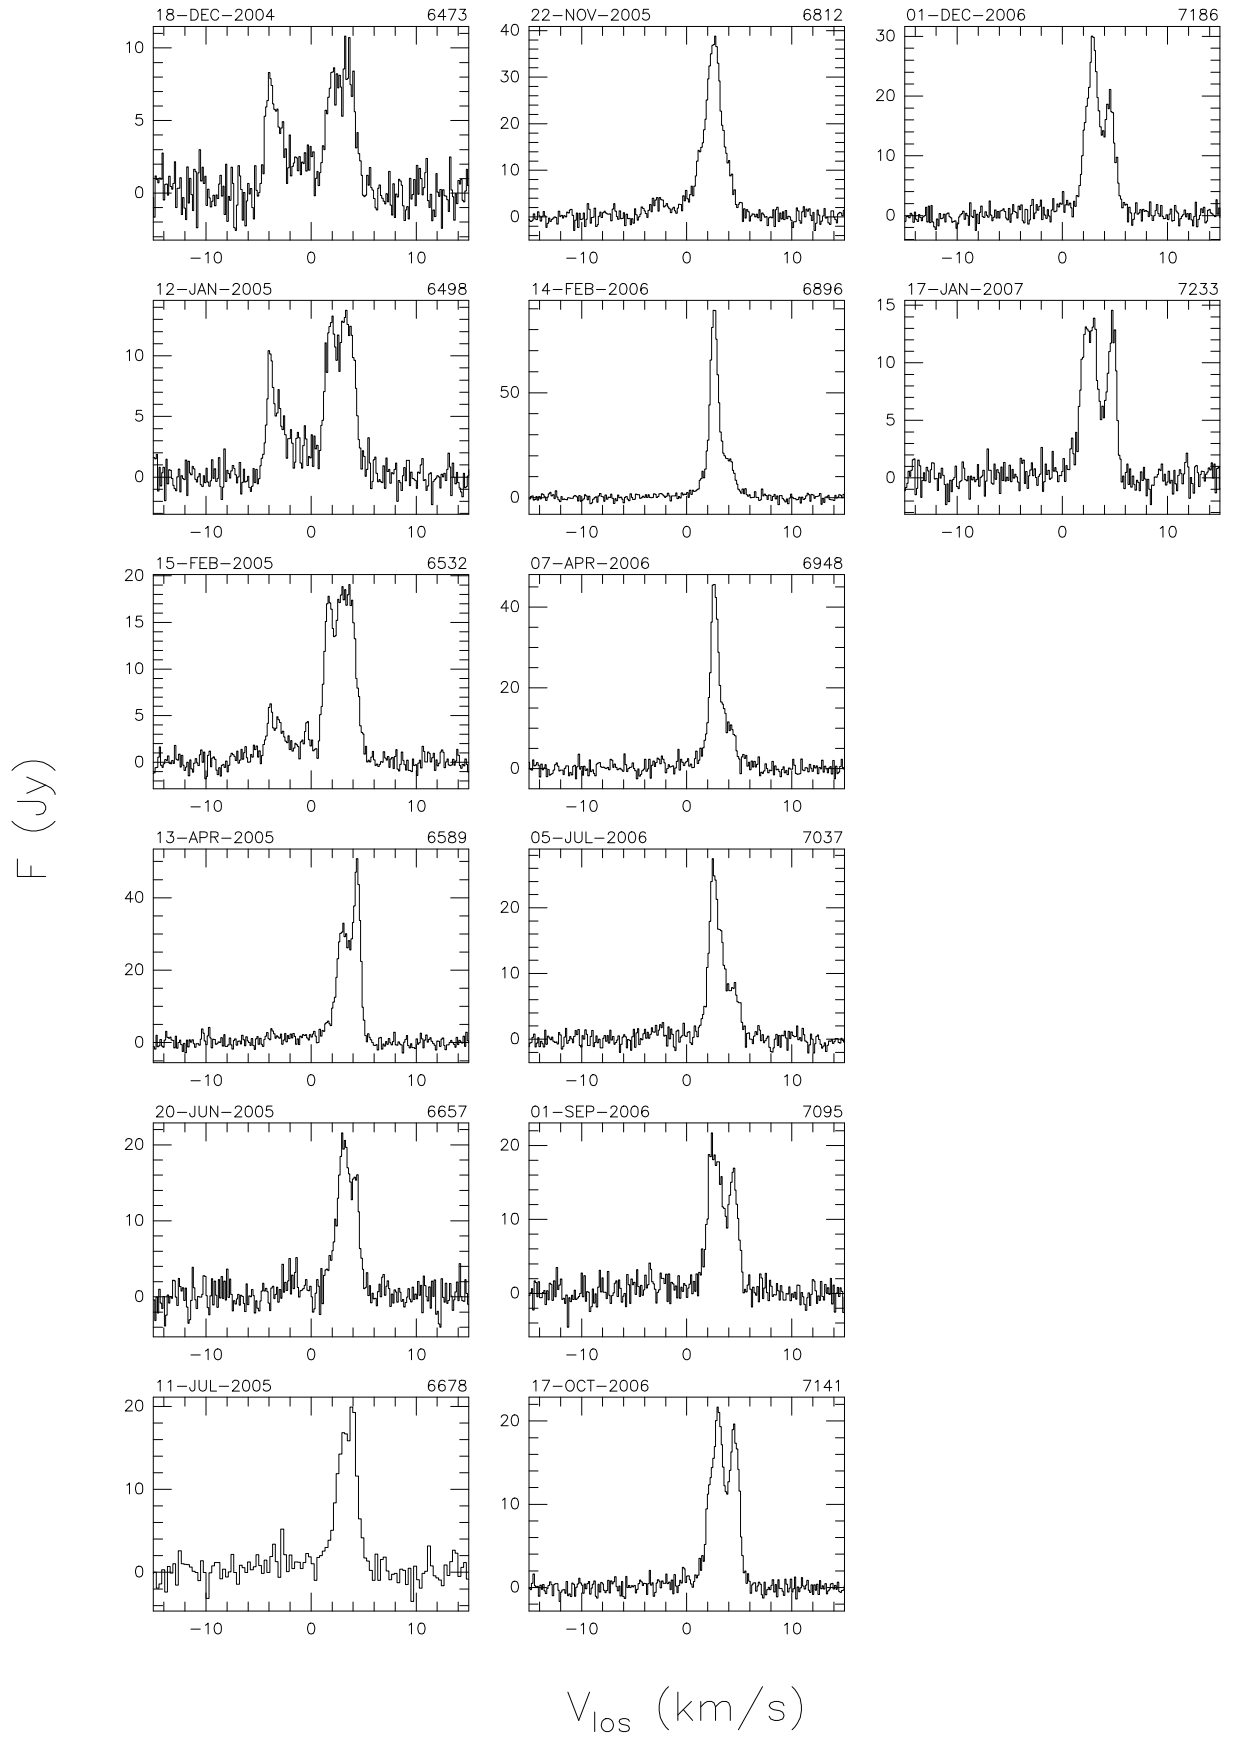 18-DEC-2004 6473 22-NOV-2005 6812 01-DEC-2006 7186
10 5 0
40 30 20 10 0
30 20 10 0
-10 0 10 -10 0 10 -10 0 10
12-JAN-2005 6498 14-FEB-2006 6896 17-JAN-2007 7233
10 5 0
50 0
15 10 5 0
-10 0 10 -10 0 10 -10 0 10
15-FEB-2005 6532 07-APR-2006 6948
20 15 10 5 0
40 20 0
-10 0 10 -10 0 10
F (Jy)
13-APR-2005 6589 05-JUL-2006 7037
40 20 0
20 10 0
-10 0 10 -10 0 10
20-JUN-2005 6657 01-SEP-2006 7095
20 10 0
20 10 0
-10 0 10 -10 0 10
11-JUL-2005 6678 17-OCT-2006 7141
20 10 0
20 10 0
-10 0 10 -10 0 10
V_los (km/s)